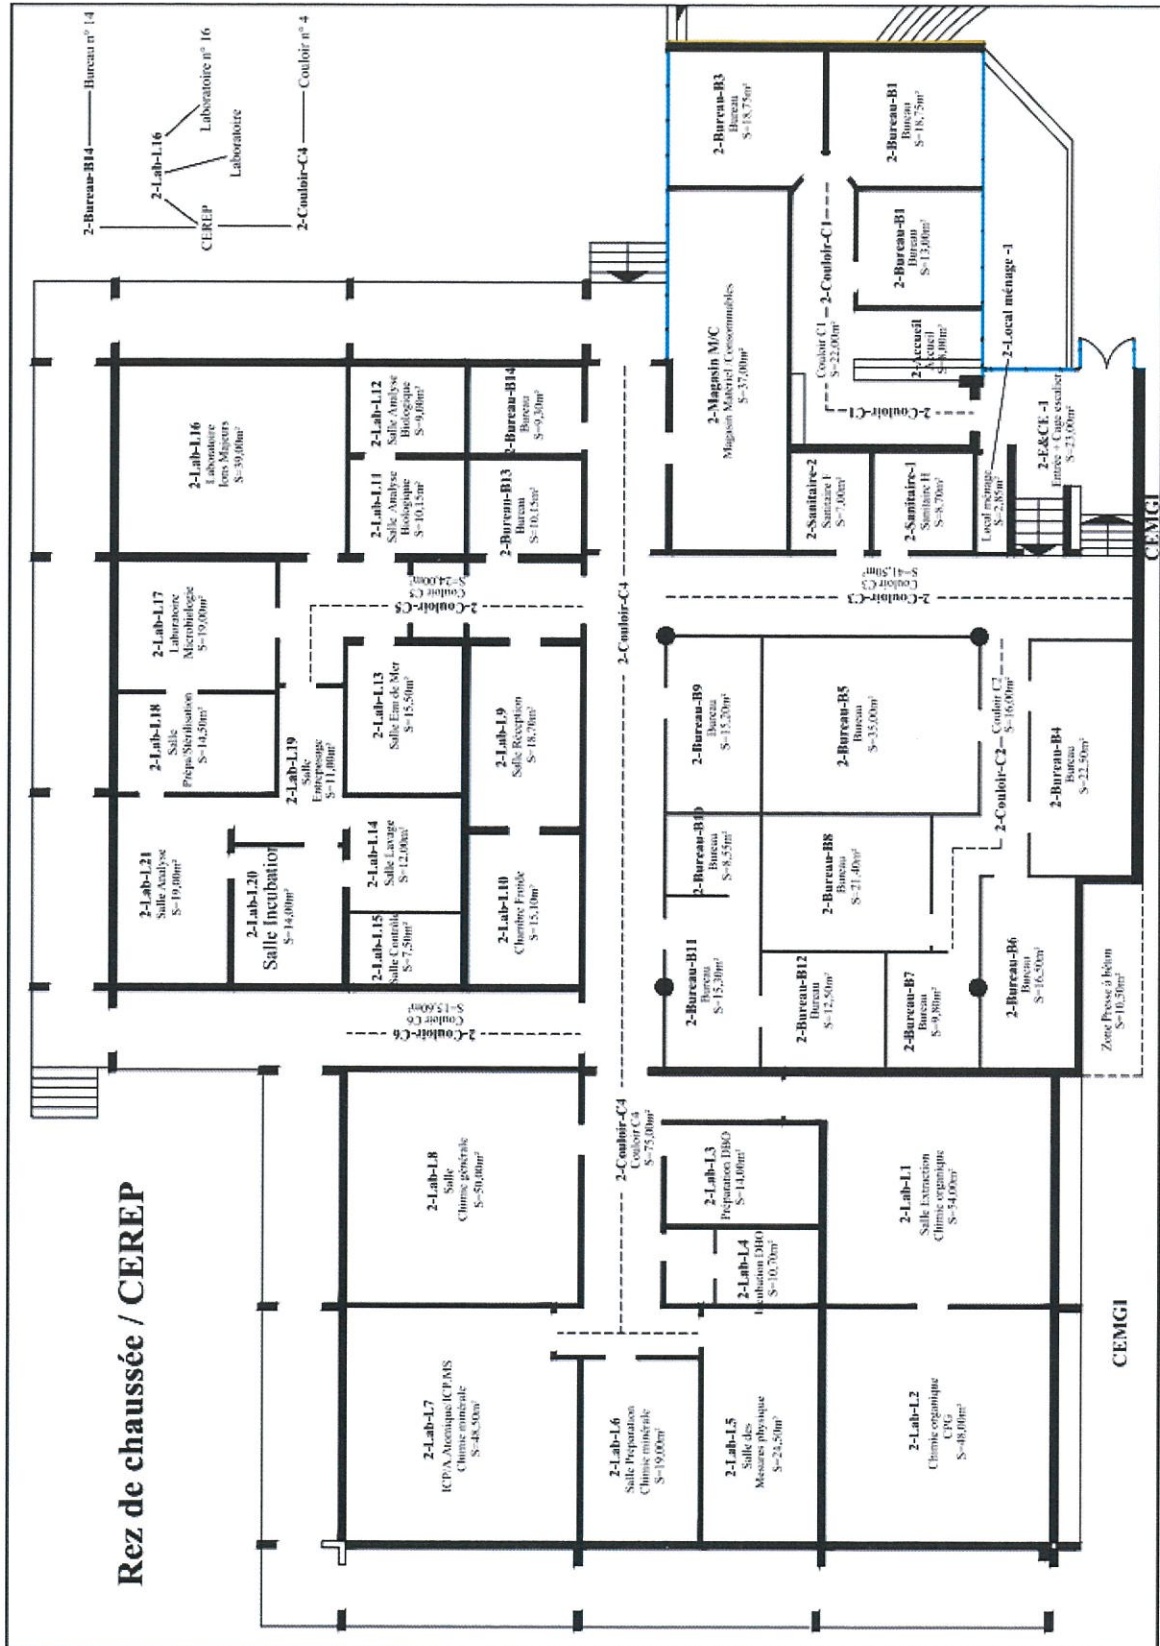 Rez de chaussée / CEREP
2-Bureau-B14
Bureau n° 14
2-Lab-L16
Laboratoire n° 16
Laboratoire
CEREP
2-Couloir-C4
Couloir n° 4
2-Lab-L21
Salle Analyse
S=19,00m²
2-Lab-L18
Salle
Prépa/Stérilisation
S=14,50m²
2-Lab-L17
Laboratoire
Microbiologie
S=19,00m²
2-Lab-L16
Laboratoire
Ions Majeurs
S=39,00m²
2-Lab-L20
Salle Incubation
S=14,00m²
2-Lab-L19
Salle
Entreposage
S=11,00m²
2-Lab-L15
Salle Contrôle
S=7,50m²
2-Lab-L14
Salle Lavage
S=12,00m²
2-Lab-L13
Salle Eau de Mer
S=15,50m²
2-Couloir-C5
Couloir C5
S=24,00m²
2-Lab-L11
Salle Analyse
Biologique
S=10,15m²
2-Lab-L12
Salle Analyse
Biologique
S=9,00m²
2-Couloir-C6
Couloir C6
S=15,60m²
2-Lab-L10
Chambre Froide
S=15,10m²
2-Lab-L9
Salle Réception
S=18,70m²
2-Bureau-B13
Bureau
S=10,15m²
2-Bureau-B14
Bureau
S=9,30m²
2-Lab-L7
ICP/A.Atomique/ICP.MS
Chimie minérale
S=48,50m²
2-Lab-L8
Salle
Chimie générale
S=50,00m²
2-Couloir-C4
Couloir C4
S=75,00m²
2-Couloir-C4
2-Lab-L6
Salle Préparation
Chimie minérale
S=19,00m²
2-Lab-L5
Salle des
Mesures physique
S=24,50m²
2-Lab-L4
Incubation DBO
S=10,70m²
2-Lab-L3
Préparation DBO
S=14,00m²
2-Lab-L2
Chimie organique
CPG
S=48,00m²
2-Lab-L1
Salle Extraction
Chimie organique
S=54,00m²
2-Bureau-B11
Bureau
S=15,30m²
2-Bureau-B10
Bureau
S=8,55m²
2-Bureau-B9
Bureau
S=15,20m²
2-Bureau-B12
Bureau
S=12,50m²
2-Bureau-B8
Bureau
S=21,40m²
2-Bureau-B5
Bureau
S=35,00m²
2-Bureau-B7
Bureau
S=9,80m²
2-Bureau-B6
Bureau
S=16,50m²
2-Couloir-C2
Couloir C2
S=16,00m²
2-Bureau-B4
Bureau
S=22,50m²
Zone Presse à béton
S=10,50m²
2-Couloir-C3
Couloir C3
S=41,50m²
2-Magasin M/C
Magasin Matériel /Consommables
S=37,00m²
2-Bureau-B3
Bureau
S=18,75m²
2-Sanitaire-2
Sanitaire F
S=7,00m²
2-Sanitaire-1
Sanitaire H
S=8,70m²
2-Couloir-C1
Couloir C1
S=22,00m²
2-Couloir-C1
2-Bureau-B1
Bureau
S=13,00m²
2-Bureau-B1
Bureau
S=18,75m²
2-Accueil
Accueil
S=8,00m²
Local ménage
S=2,85m²
2-Local ménage -1
2-E&CE -1
Entrée + Cage escalier
S=23,00m²
CEMGI
CEMGI